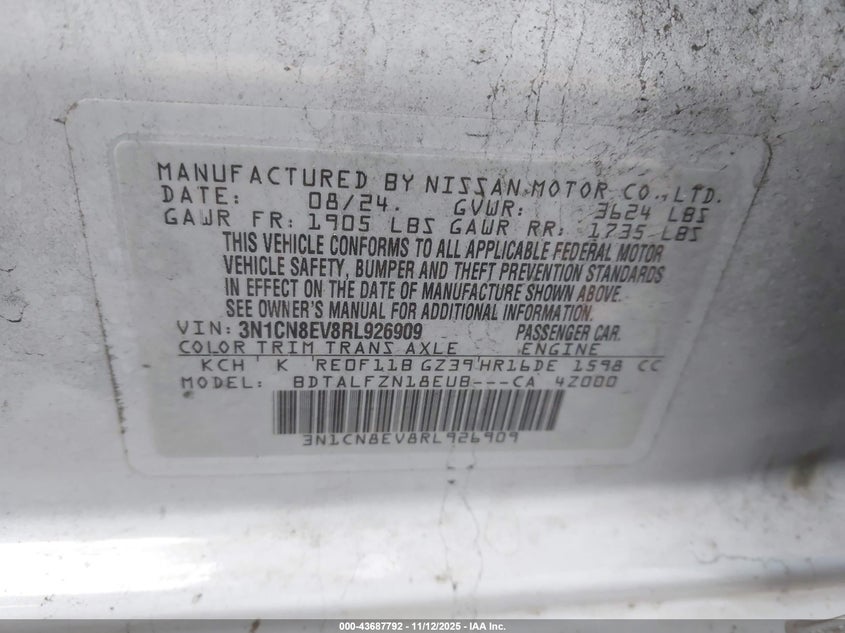 MANUFACTURED BY NISSAN MOTOR CO., LTD.
DATE: 08/24. GVWR: 3624 LBS
GAWR FR: 1905 LBS GAWR RR: 1735 LBS
THIS VEHICLE CONFORMS TO ALL APPLICABLE FEDERAL MOTOR
VEHICLE SAFETY, BUMPER AND THEFT PREVENTION STANDARDS
IN EFFECT ON THE DATE OF MANUFACTURE SHOWN ABOVE.
SEE OWNER'S MANUAL FOR ADDITIONAL INFORMATION.
VIN: 3N1CN8EV8RL926909 PASSENGER CAR.
COLOR TRIM TRANS AXLE ENGINE
KCH K RE0F11B GZ39 HR16DE 1598 CC
MODEL: BDTALFZN18EUB---CA 4Z000
3N1CN8EV8RL926909
000-43687792 - 11/12/2025 - IAA Inc.